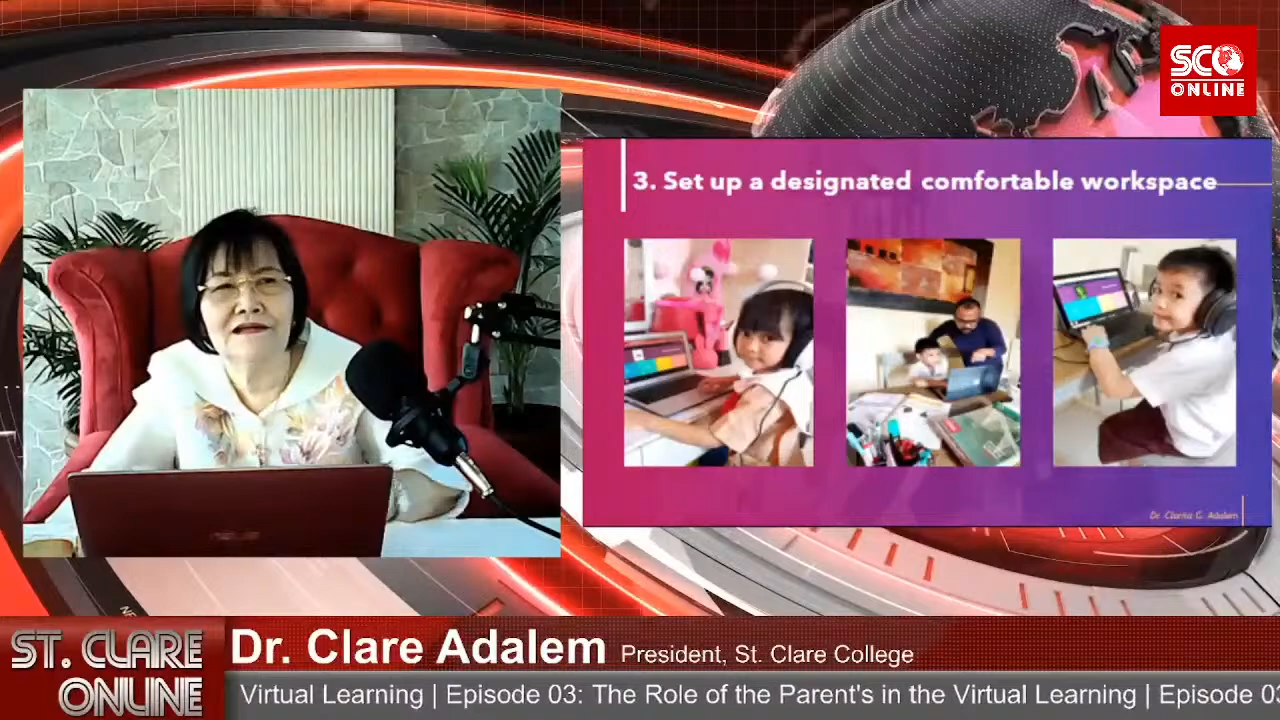 SCO
ONLINE
3. Set up a designated comfortable workspace
Dr. Clarita G. Adalem
ST. CLARE
ONLINE
Dr. Clare Adalem President, St. Clare College
Virtual Learning | Episode 03: The Role of the Parent's in the Virtual Learning | Episode 03